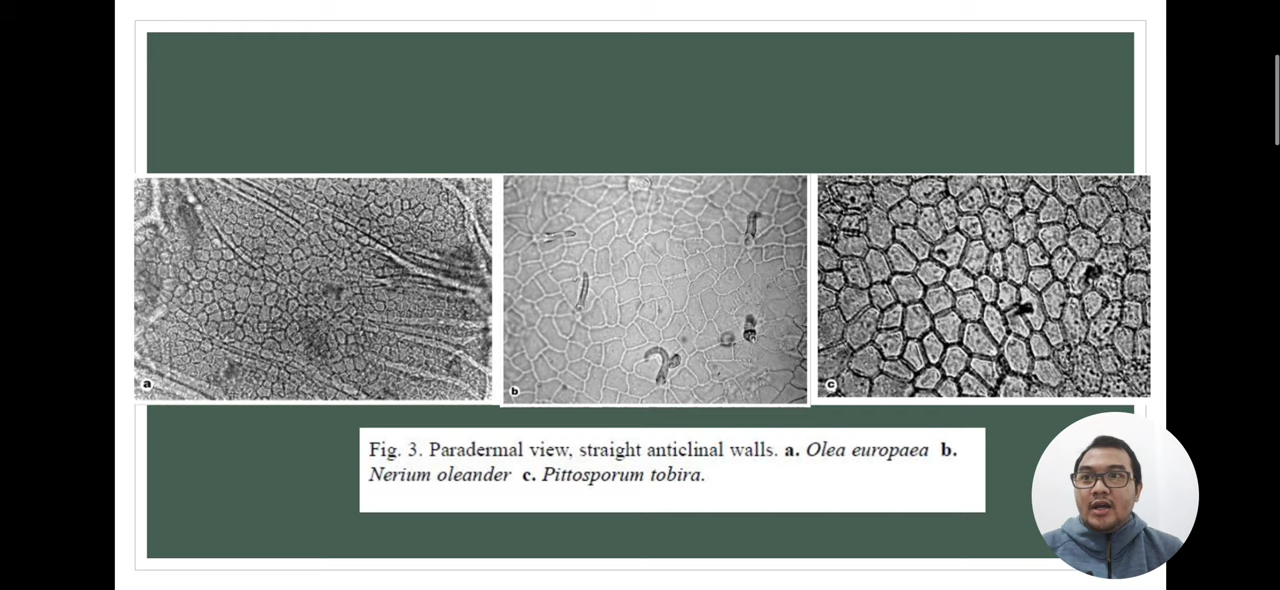 a
b
c
Fig. 3. Paradermal view, straight anticlinal walls. a. Olea europaea b.
Nerium oleander c. Pittosporum tobira.